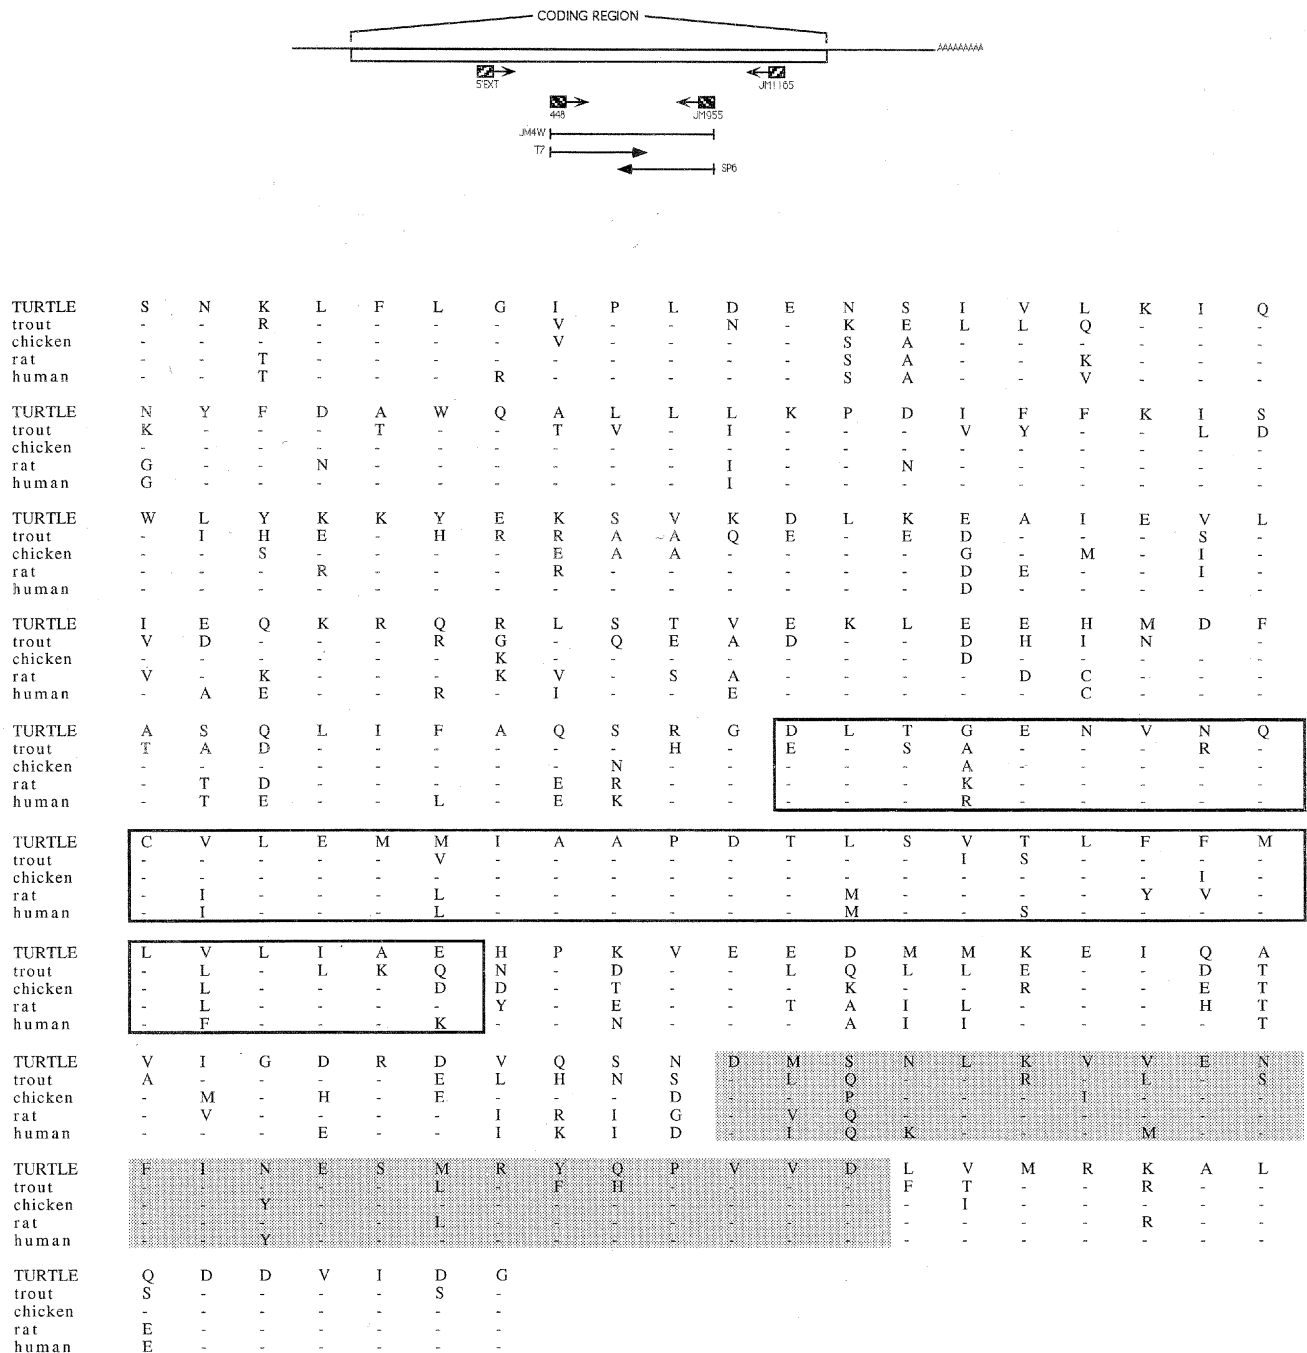 CODING REGION
AAAAAAAAA
5'EXT JM1165
448 JM955
JM4W
T7
SP6
TURTLE S N K L F L G I P L D E N S I V L K I Q
trout - - R - - - - V - - N - K E L L Q - - -
chicken - - - - - - - V - - - - S A - - - - - -
rat - - T - - - - - - - - - S A - - K - - -
human - - T - - - R - - - - - S A - - V - - -
TURTLE N Y F D A W Q A L L L K P D I F F K I S
trout K - - - T - - T V - I - - - V Y - - L D
chicken - - - - - - - - - - - - - - - - - - - -
rat G - - N - - - - - - I - - N - - - - - -
human G - - - - - - - - - I - - - - - - - - -
TURTLE W L Y K K Y E K S V K D L K E A I E V L
trout - I H E - H R R A A Q E - E D - - - S -
chicken - - S - - - - E A A - - - - G - M - I -
rat - - - R - - - R - - - - - - D E - - I -
human - - - - - - - - - - - - - - D - - - - -
TURTLE I E Q K R Q R L S T V E K L E E H M D F
trout V D - - - R G - Q E A D - - D H I N - -
chicken - - - - - - K - - - - - - - D - - - - -
rat V - K - - - K V - S A - - - - D C - - -
human - A E - - R - I - - E - - - - - C - - -
TURTLE A S Q L I F A Q S R G D L T G E N V N Q
trout T A D - - - - - - H - E - S A - - - R -
chicken - - - - - - - - N - - - - - A - - - - -
rat - T D - - - - E R - - - - - K - - - - -
human - T E - - L - E K - - - - - R - - - - -
TURTLE C V L E M M I A A P D T L S V T L F F M
trout - - - - - V - - - - - - - - I S - - - -
chicken - - - - - - - - - - - - - - - - - - I -
rat - I - - - L - - - - - - M - - - - Y V -
human - I - - - L - - - - - - M - - S - - - -
TURTLE L V L I A E H P K V E E D M M K E I Q A
trout - L - L K Q N - D - - L Q L L E - - D T
chicken - L - - - D D - T - - - K - - R - - E T
rat - L - - - - Y - E - - T A I L - - - H T
human - F - - - K - - N - - - A I I - - - - T
TURTLE V I G D R D V Q S N D M S N L K V V E N
trout A - - - - E L H N S - L Q - - R - L - S
chicken - M - H - E - - - D - - P - - - I - - -
rat - V - - - - I R I G - V Q - - - - - - -
human - - - E - - I K I D - I Q K - - - M - -
TURTLE F I N E S M R Y Q P V V D L V M R K A L
trout - - - - - L - F H - - - - F T - - R - -
chicken - - Y - - - - - - - - - - - I - - - - -
rat - - - - - L - - - - - - - - - - - R - -
human - - Y - - - - - - - - - - - - - - - - -
TURTLE Q D D V I D G
trout S - - - - S -
chicken - - - - - - -
rat E - - - - - -
human E - - - - - -